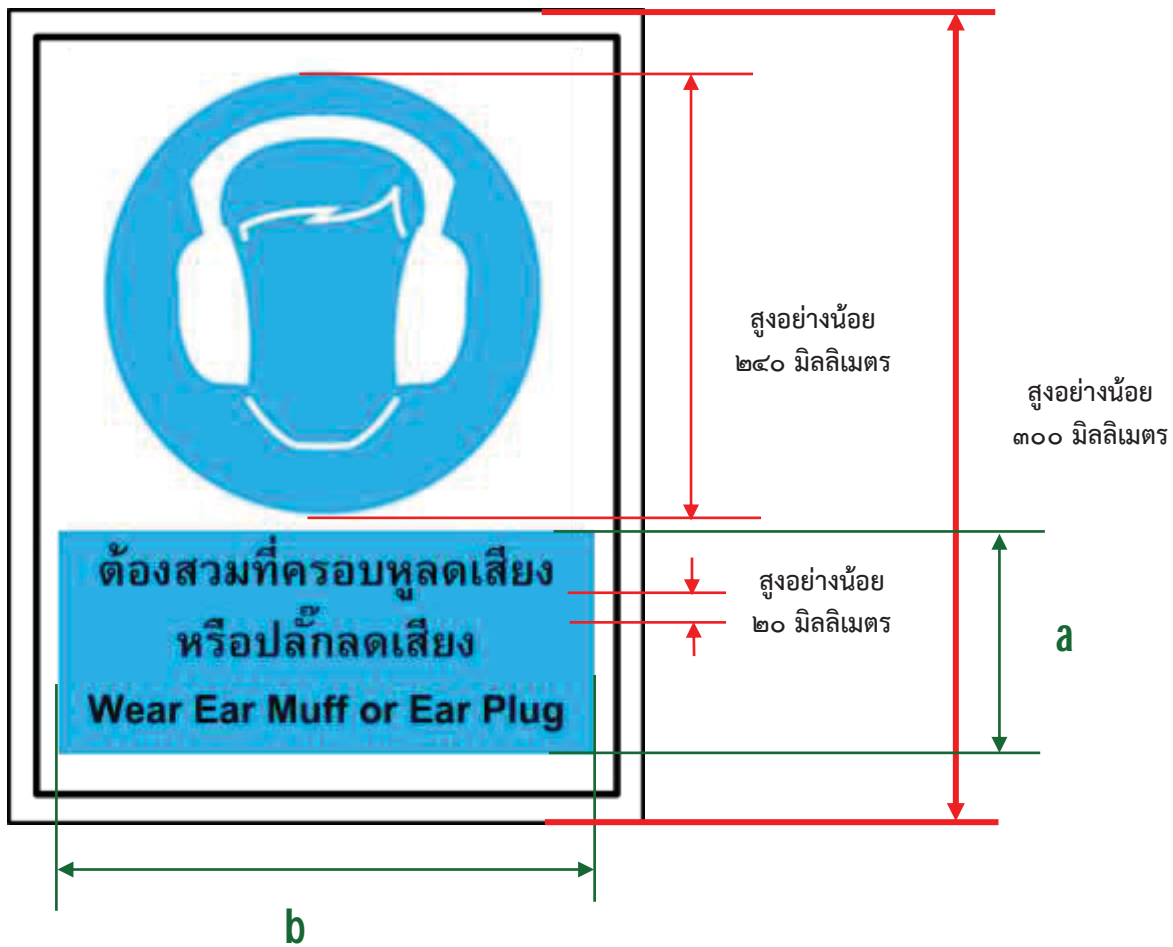 สูงอย่างน้อย
๒๔๐ มิลลิเมตร
สูงอย่างน้อย
๓๐๐ มิลลิเมตร
ต้องสวมที่ครอบหูลดเสียง
หรือปลั๊กลดเสียง
Wear Ear Muff or Ear Plug
สูงอย่างน้อย
๒๐ มิลลิเมตร
a
b